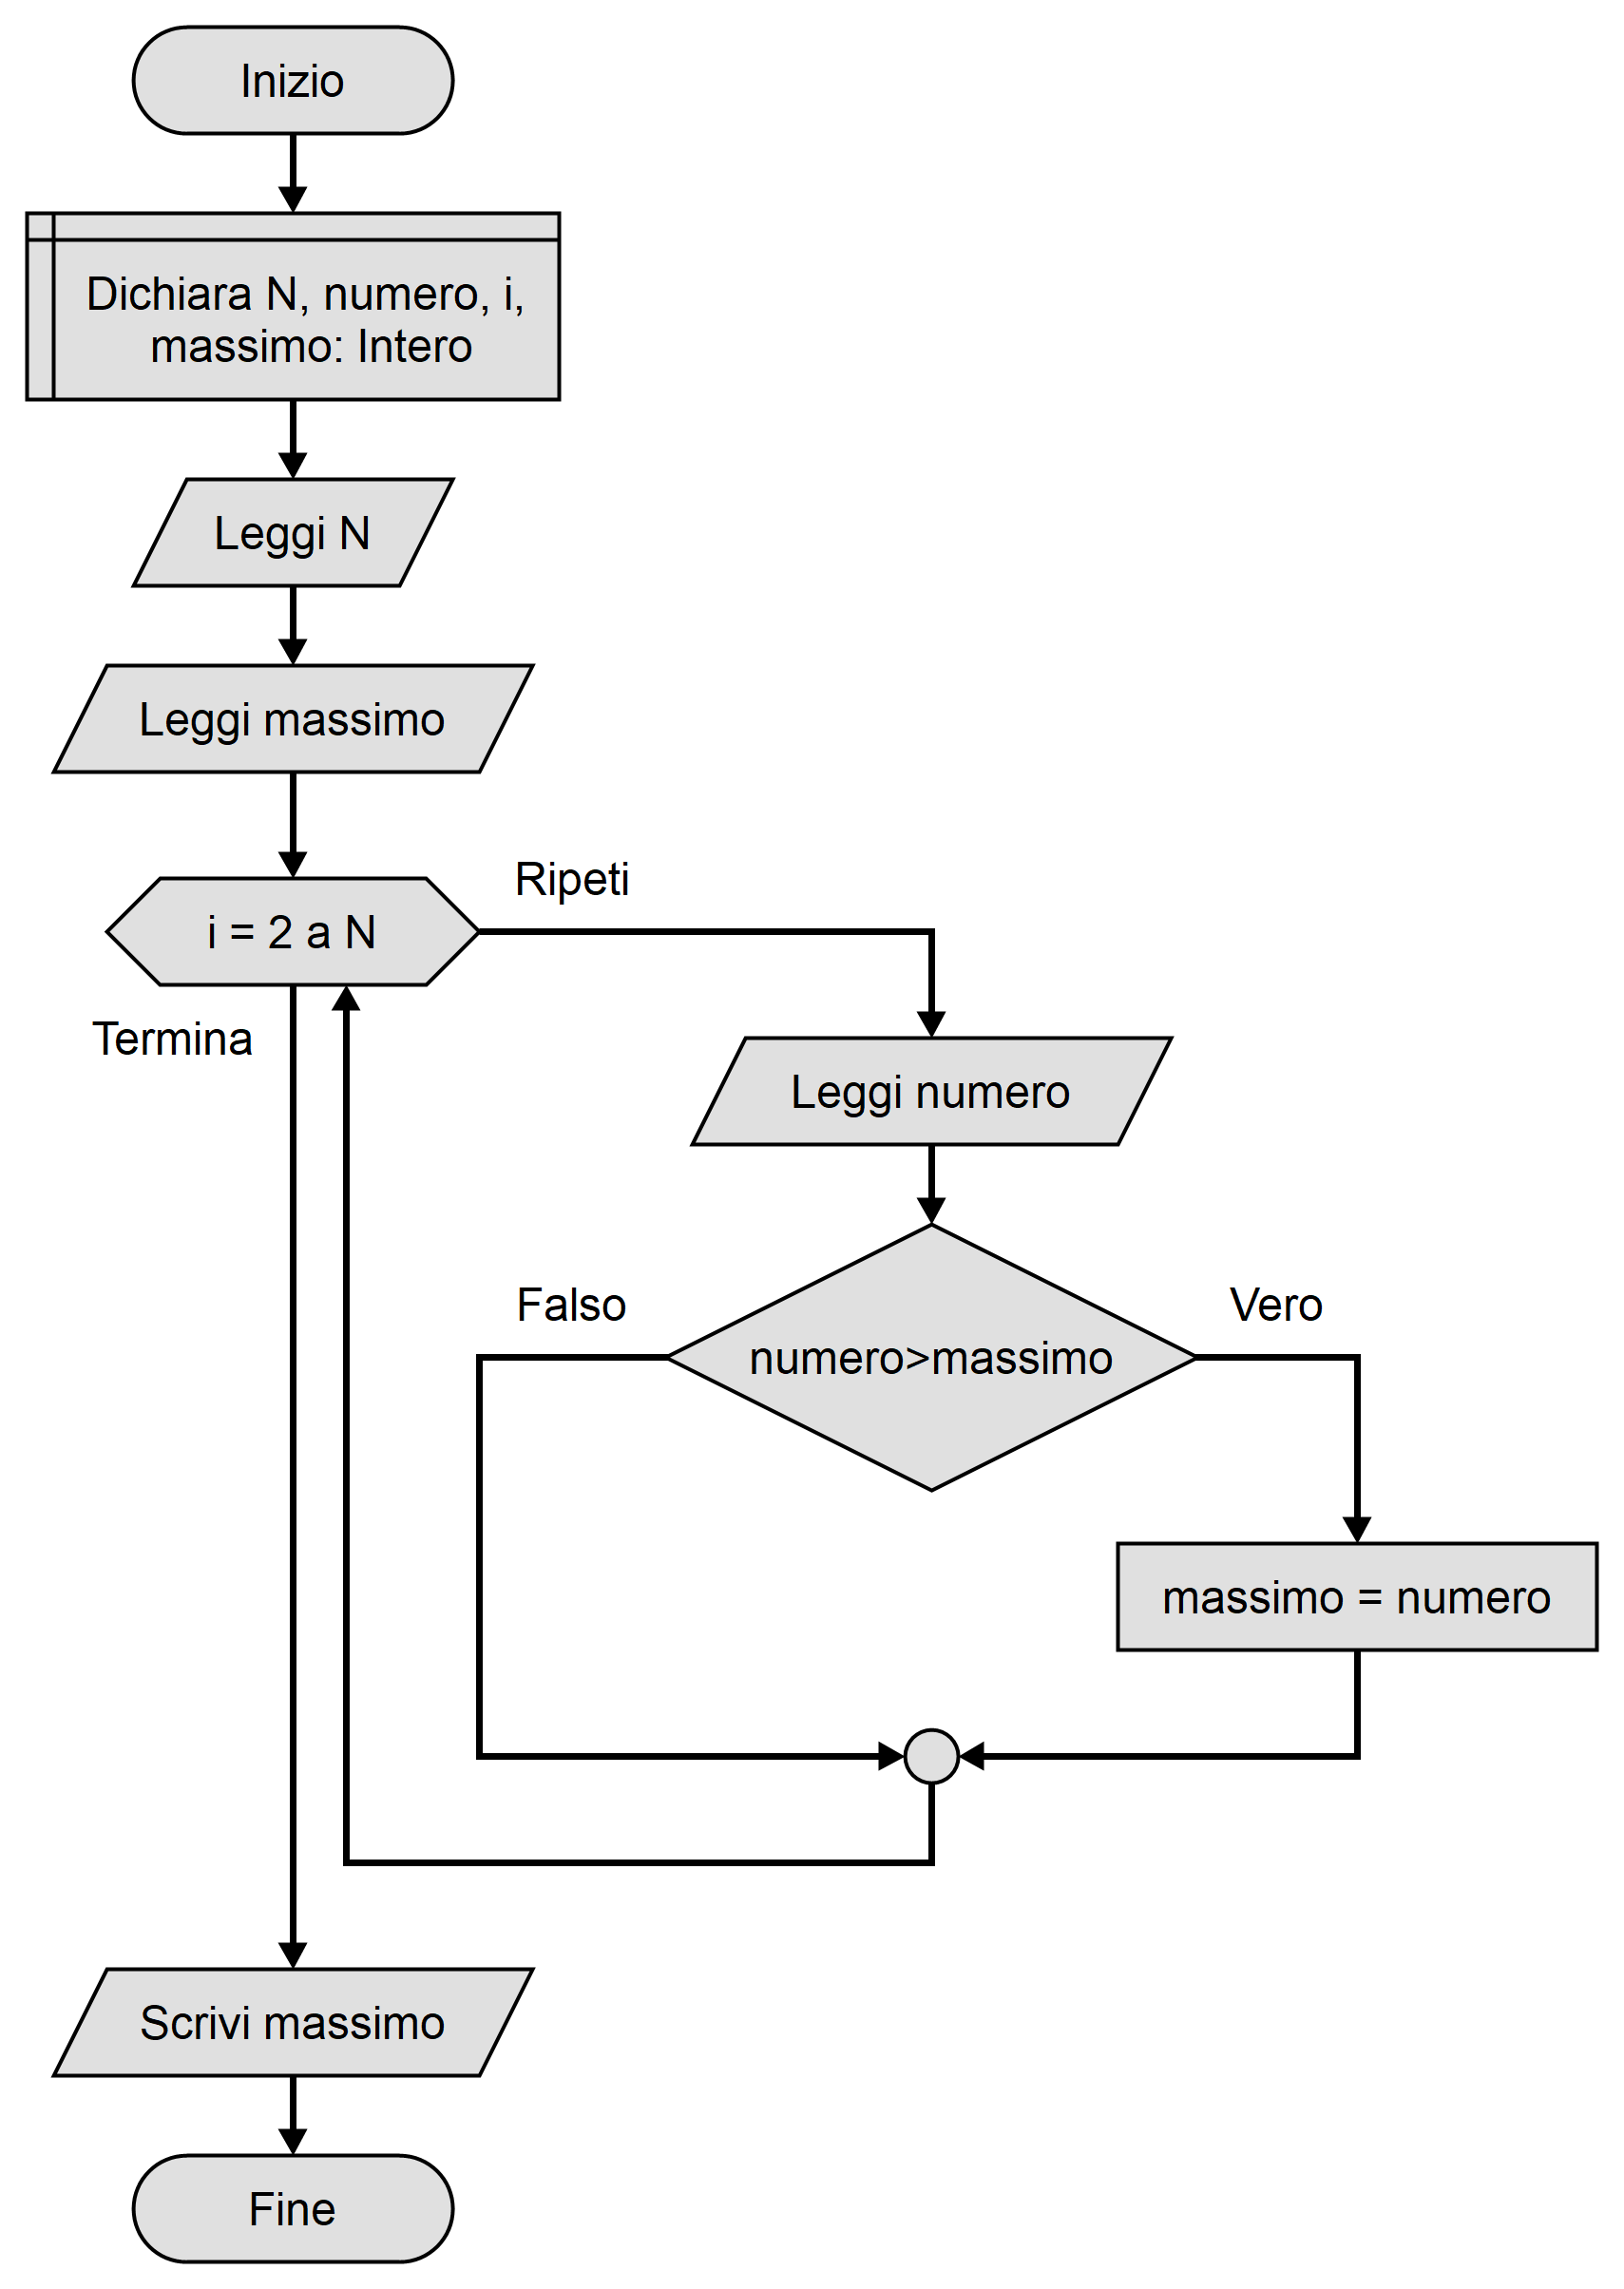 Inizio
Dichiara N, numero, i,
massimo: Intero
Leggi N
Leggi massimo
i = 2 a N
Ripeti
Termina
Leggi numero
Falso
Vero
numero>massimo
massimo = numero
Scrivi massimo
Fine